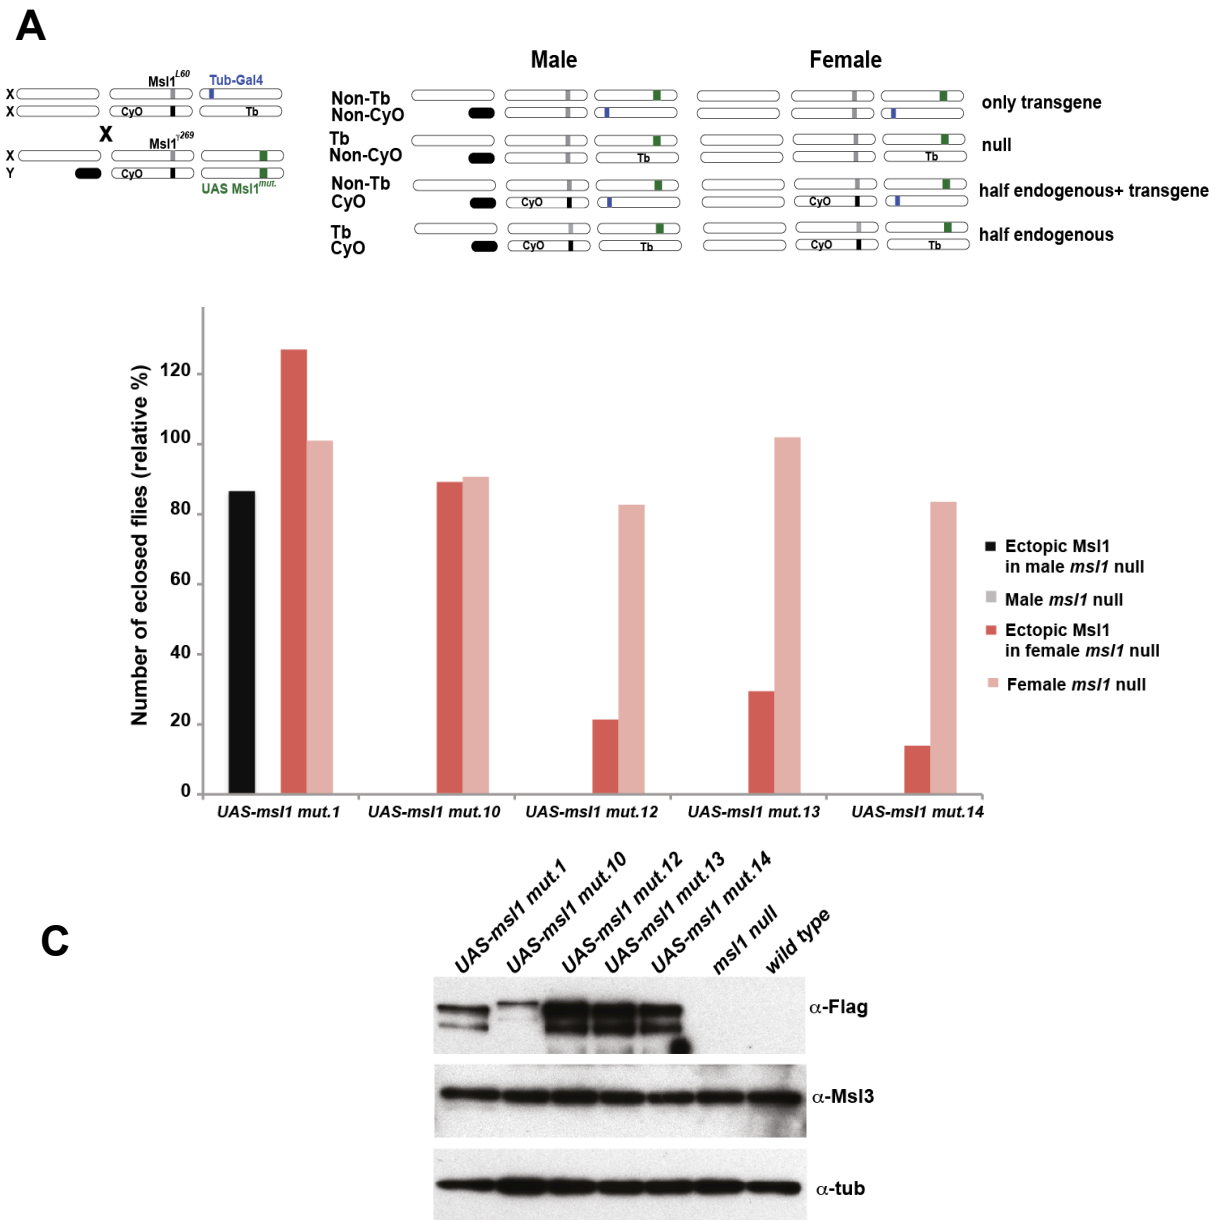 A
Msl1L60
Tub-Gal4
X
X
CyO
Tb
X
Msl1γ269
X
Y
CyO
UAS Msl1mut.
Male
Female
Non-Tb
Non-CyO
only transgene
Tb
Non-CyO
Tb
Tb
null
Non-Tb
CyO
CyO
CyO
half endogenous+ transgene
Tb
CyO
CyO
Tb
CyO
Tb
half endogenous
Number of eclosed flies (relative %)
120
100
80
60
40
20
0
UAS-msl1 mut.1
UAS-msl1 mut.10
UAS-msl1 mut.12
UAS-msl1 mut.13
UAS-msl1 mut.14
Ectopic Msl1
in male msl1 null
Male msl1 null
Ectopic Msl1
in female msl1 null
Female msl1 null
C
UAS-msl1 mut.1
UAS-msl1 mut.10
UAS-msl1 mut.12
UAS-msl1 mut.13
UAS-msl1 mut.14
msl1 null
wild type
α-Flag
α-Msl3
α-tub